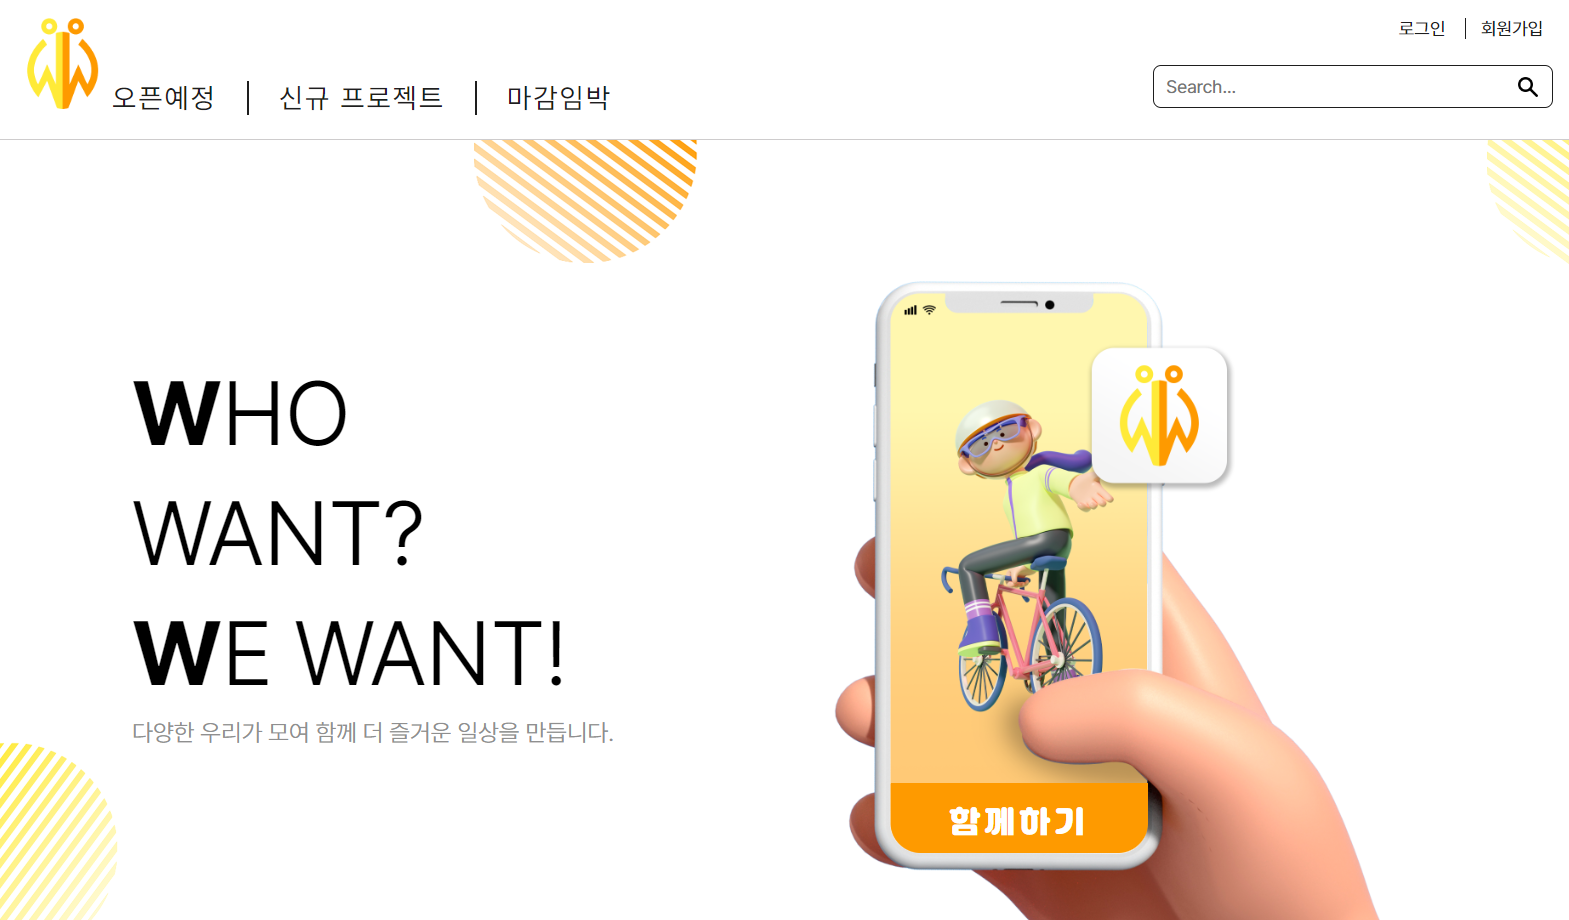 로그인 | 회원가입
오픈예정 | 신규 프로젝트 | 마감임박
Search...
WHO
WANT?
WE WANT!
다양한 우리가 모여 함께 더 즐거운 일상을 만듭니다.
함께하기